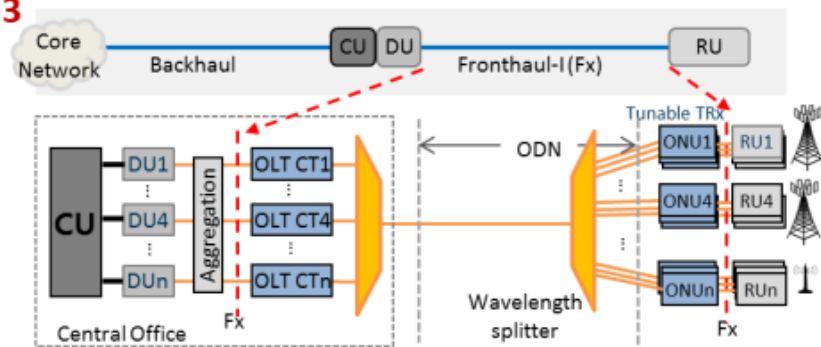 3
Core
Network
Backhaul
CU
DU
Fronthaul-I (Fx)
RU
Tunable TRx
ODN
CU
DU1
DU4
DUn
Aggregation
OLT CT1
OLT CT4
OLT CTn
ONU1
RU1
ONU4
RU4
ONUn
RUn
Wavelength
splitter
Central Office
Fx
Fx